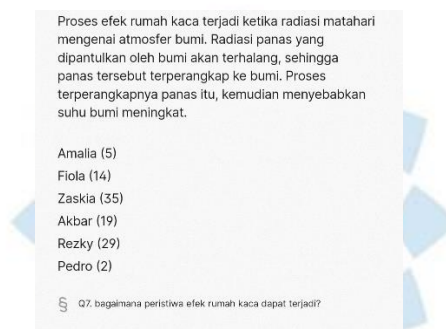 Proses efek rumah kaca terjadi ketika radiasi matahari
mengenai atmosfer bumi. Radiasi panas yang
dipantulkan oleh bumi akan terhalang, sehingga
panas tersebut terperangkap ke bumi. Proses
terperangkapnya panas itu, kemudian menyebabkan
suhu bumi meningkat.
Amalia (5)
Fiola (14)
Zaskia (35)
Akbar (19)
Rezky (29)
Pedro (2)
§ Q7. bagaimana peristiwa efek rumah kaca dapat terjadi?